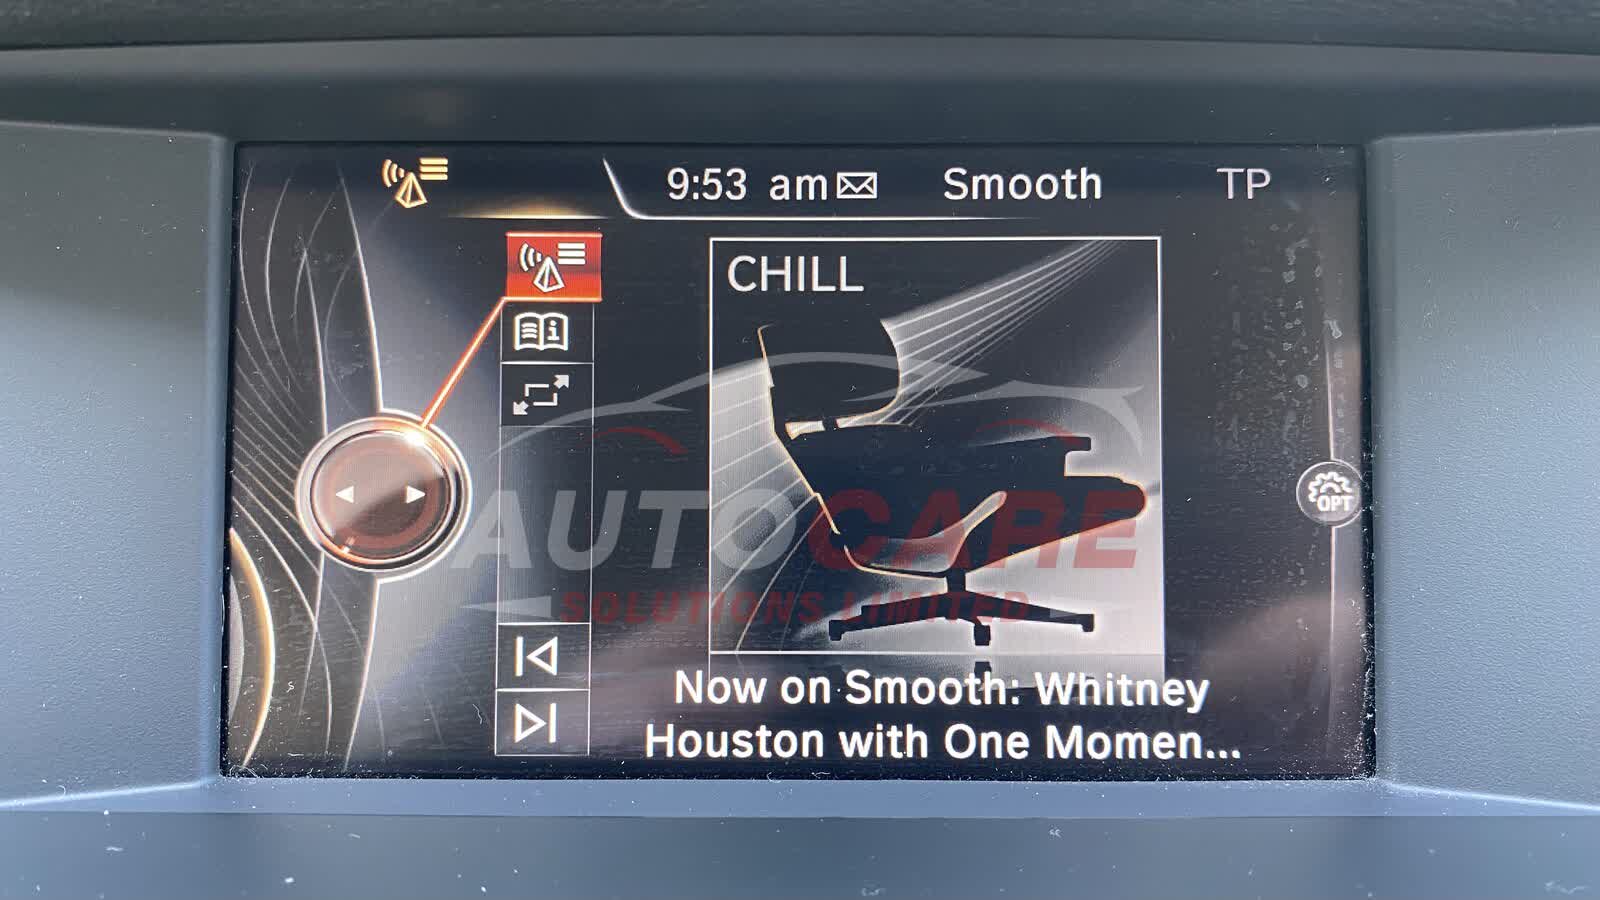 9:53 am
Smooth
TP
CHILL
OPT
AUTOCARE
SOLUTIONS LIMITED
Now on Smooth: Whitney
Houston with One Momen...